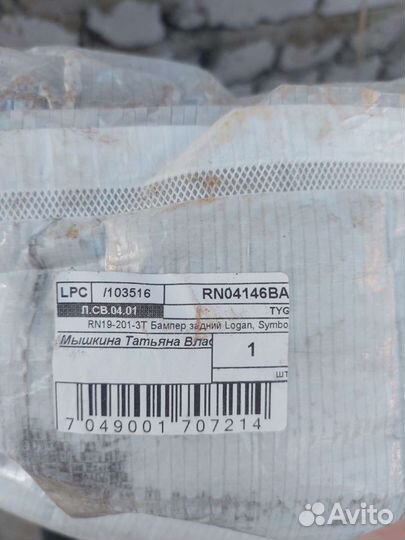 LPC /103516 RN04146BA
П.СВ.04.01 TYG
RN19-201-3T Бампер задний Logan, Symbo
Мышкина Татьяна Влад
1
шт
7 049001 707214
Avito